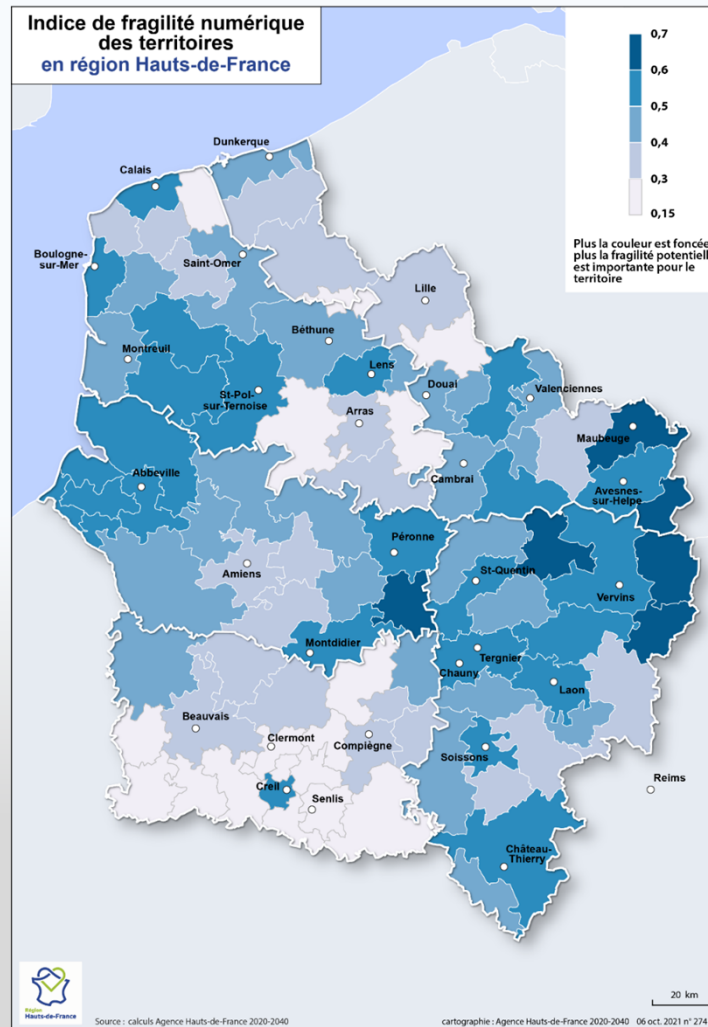 Indice de fragilité numérique
des territoires
en région Hauts-de-France
0,7
0,6
0,5
0,4
0,3
0,15
Plus la couleur est foncée
plus la fragilité potentiell
est importante pour le
territoire
Dunkerque
Calais
Boulogne-
sur-Mer
Saint-Omer
Lille
Béthune
Montreuil
Lens
St-Pol-
sur-Ternoise
Douai
Valenciennes
Arras
Maubeuge
Cambrai
Abbeville
Avesnes-
sur-Helpe
Péronne
Amiens
St-Quentin
Vervins
Montdidier
Tergnier
Chauny
Laon
Beauvais
Clermont
Compiègne
Soissons
Creil
Senlis
Reims
Château-
Thierry
20 km
Région
Hauts-de-France
Source : calculs Agence Hauts-de-France 2020-2040
cartographie : Agence Hauts-de-France 2020-2040 06 oct. 2021 n° 274